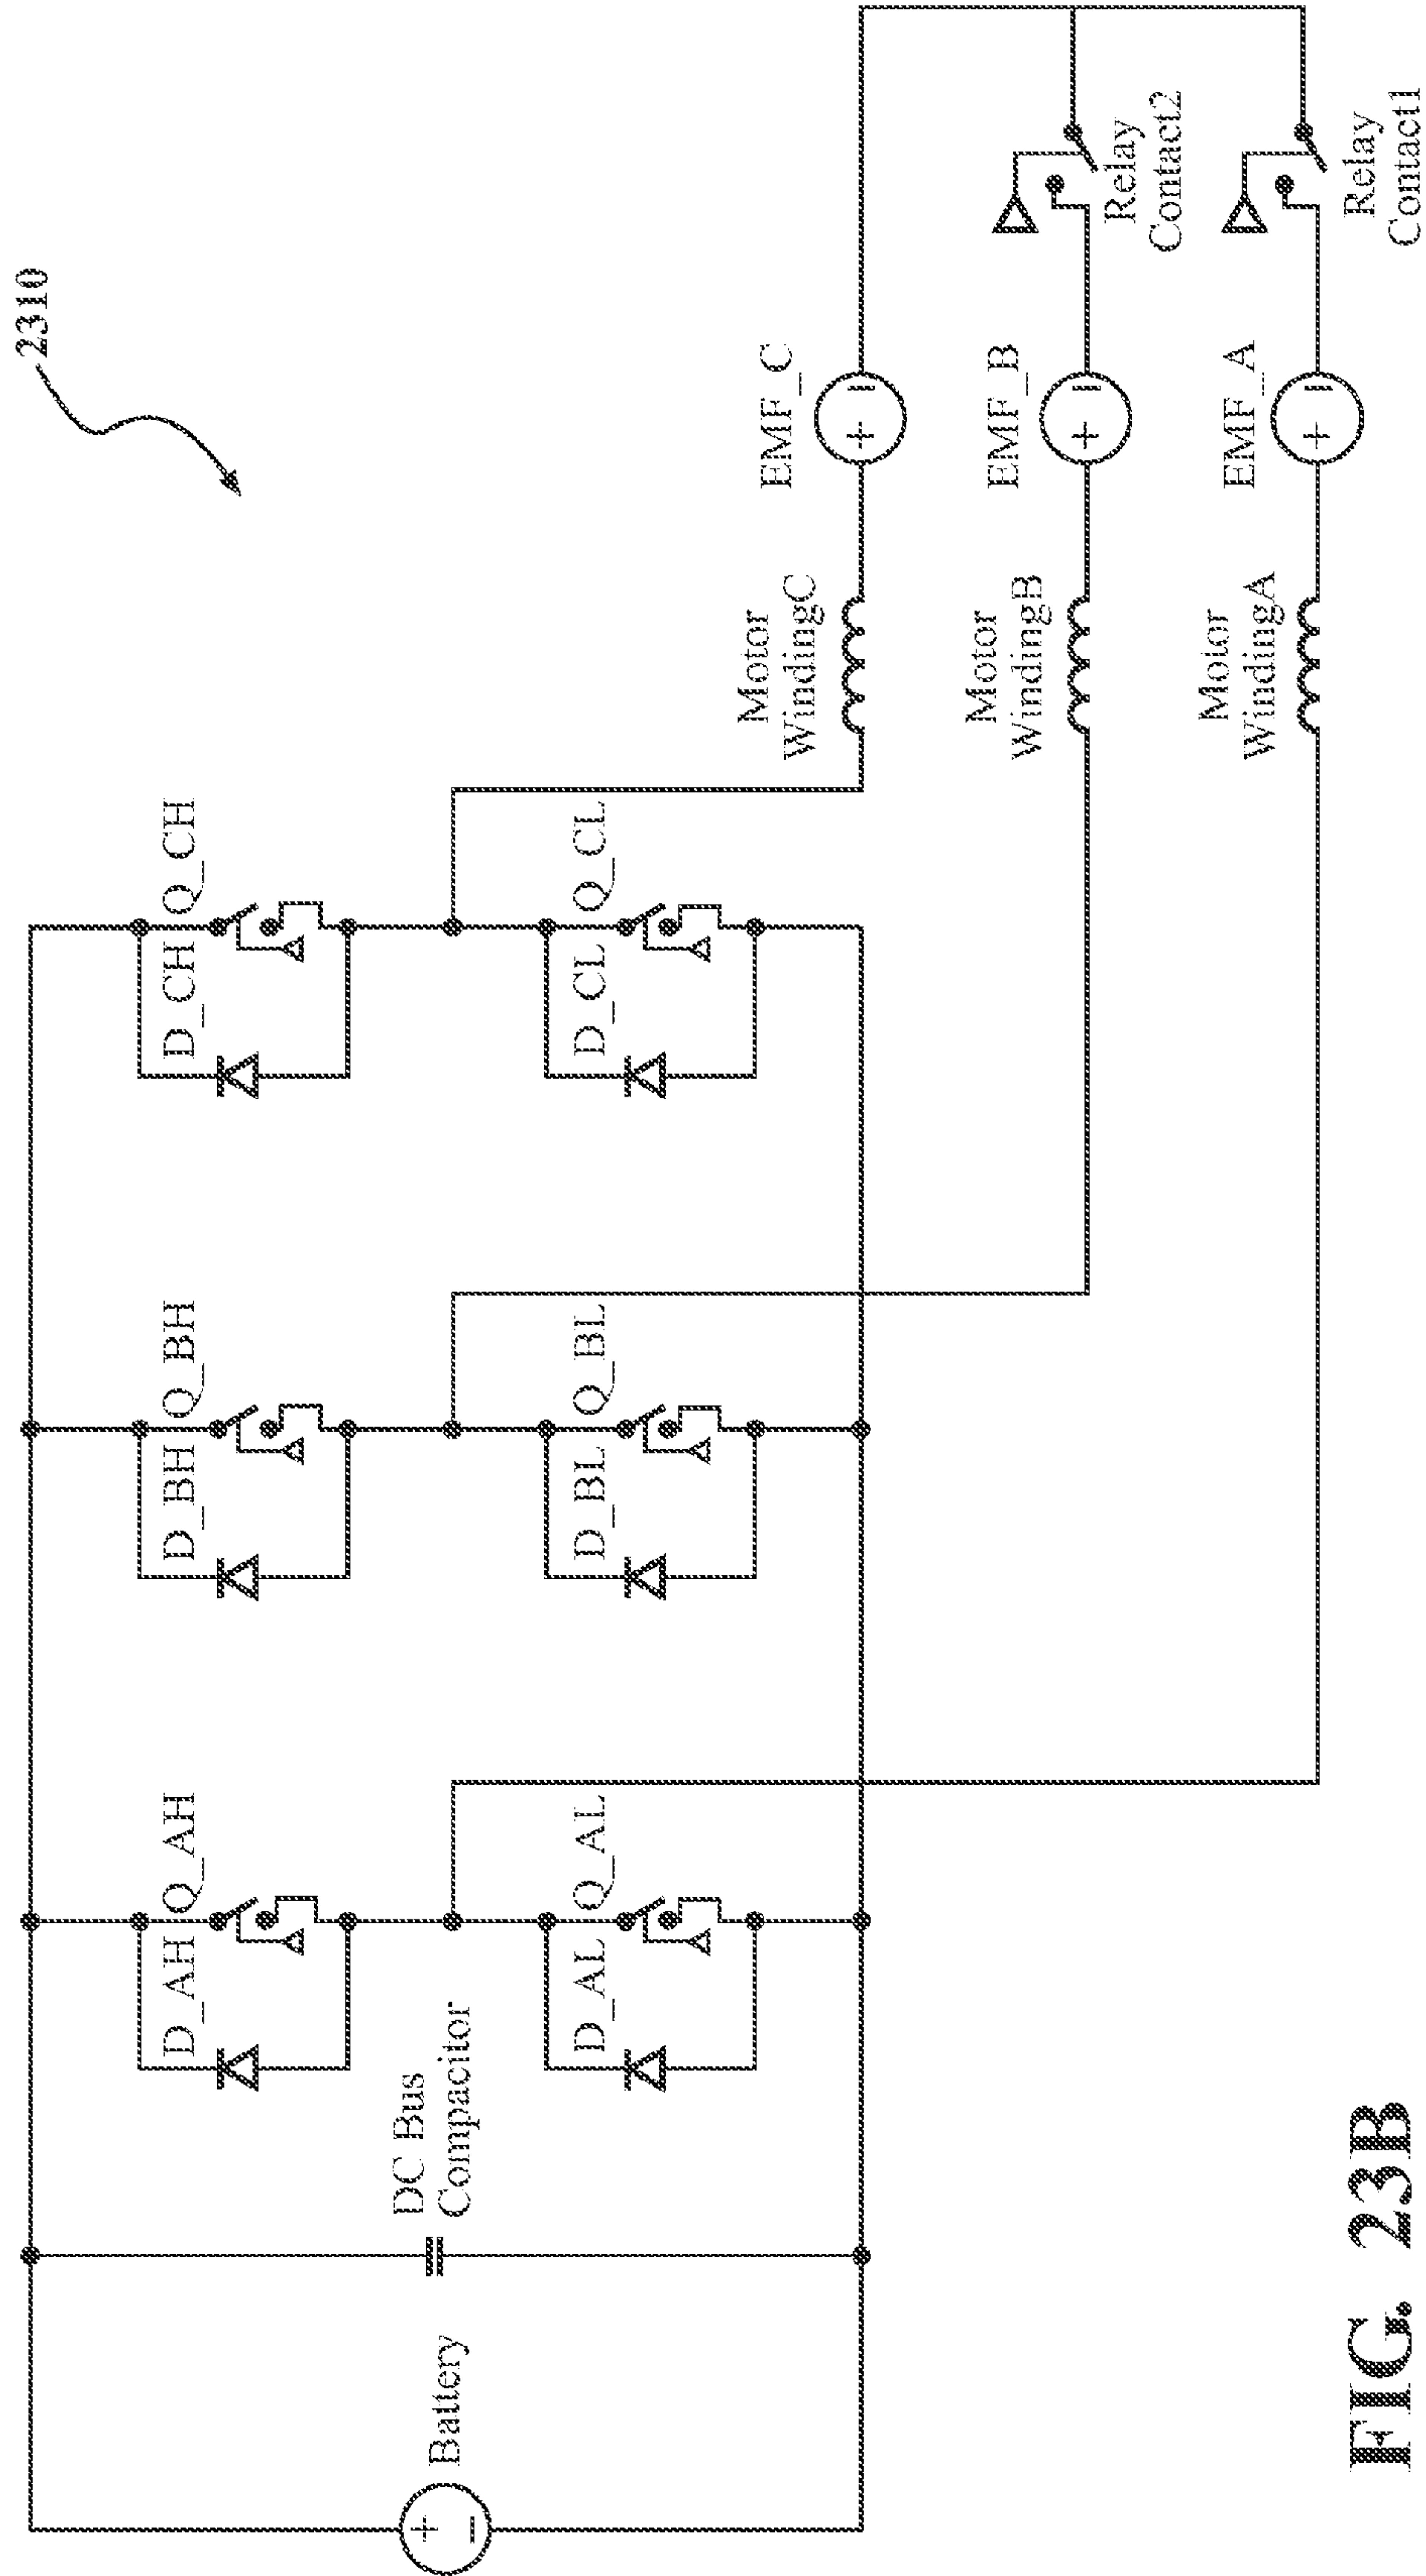 2310
Battery
DC Bus
Compacitor
D_AH
Q_AH
D_AL
Q_AL
D_BH
Q_BH
D_BL
Q_BL
D_CH
Q_CH
D_CL
Q_CL
Motor
WindingC
EMF_C
Motor
WindingB
EMF_B
Relay
Contact2
Motor
WindingA
EMF_A
Relay
Contact1
FIG. 23B